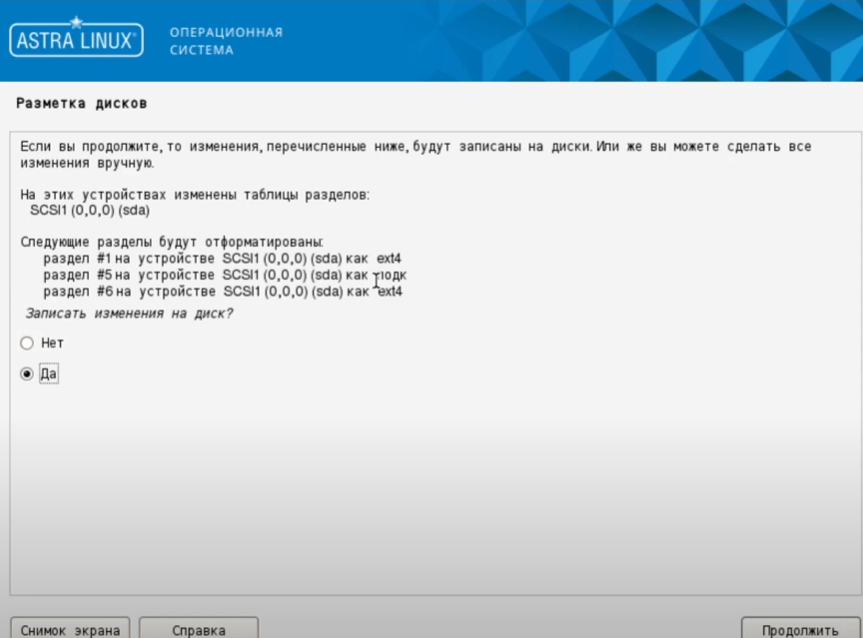 ASTRA LINUX®
ОПЕРАЦИОННАЯ
СИСТЕМА
Разметка дисков
Если вы продолжите, то изменения, перечисленные ниже, будут записаны на диски. Или же вы можете сделать все
изменения вручную.
На этих устройствах изменены таблицы разделов:
SCSI1 (0,0,0) (sda)
Следующие разделы будут отформатированы:
раздел #1 на устройстве SCSI1 (0,0,0) (sda) как ext4
раздел #5 на устройстве SCSI1 (0,0,0) (sda) как подк
раздел #6 на устройстве SCSI1 (0,0,0) (sda) как ext4
Записать изменения на диск?
Нет
Да
Снимок экрана
Справка
Продолжить